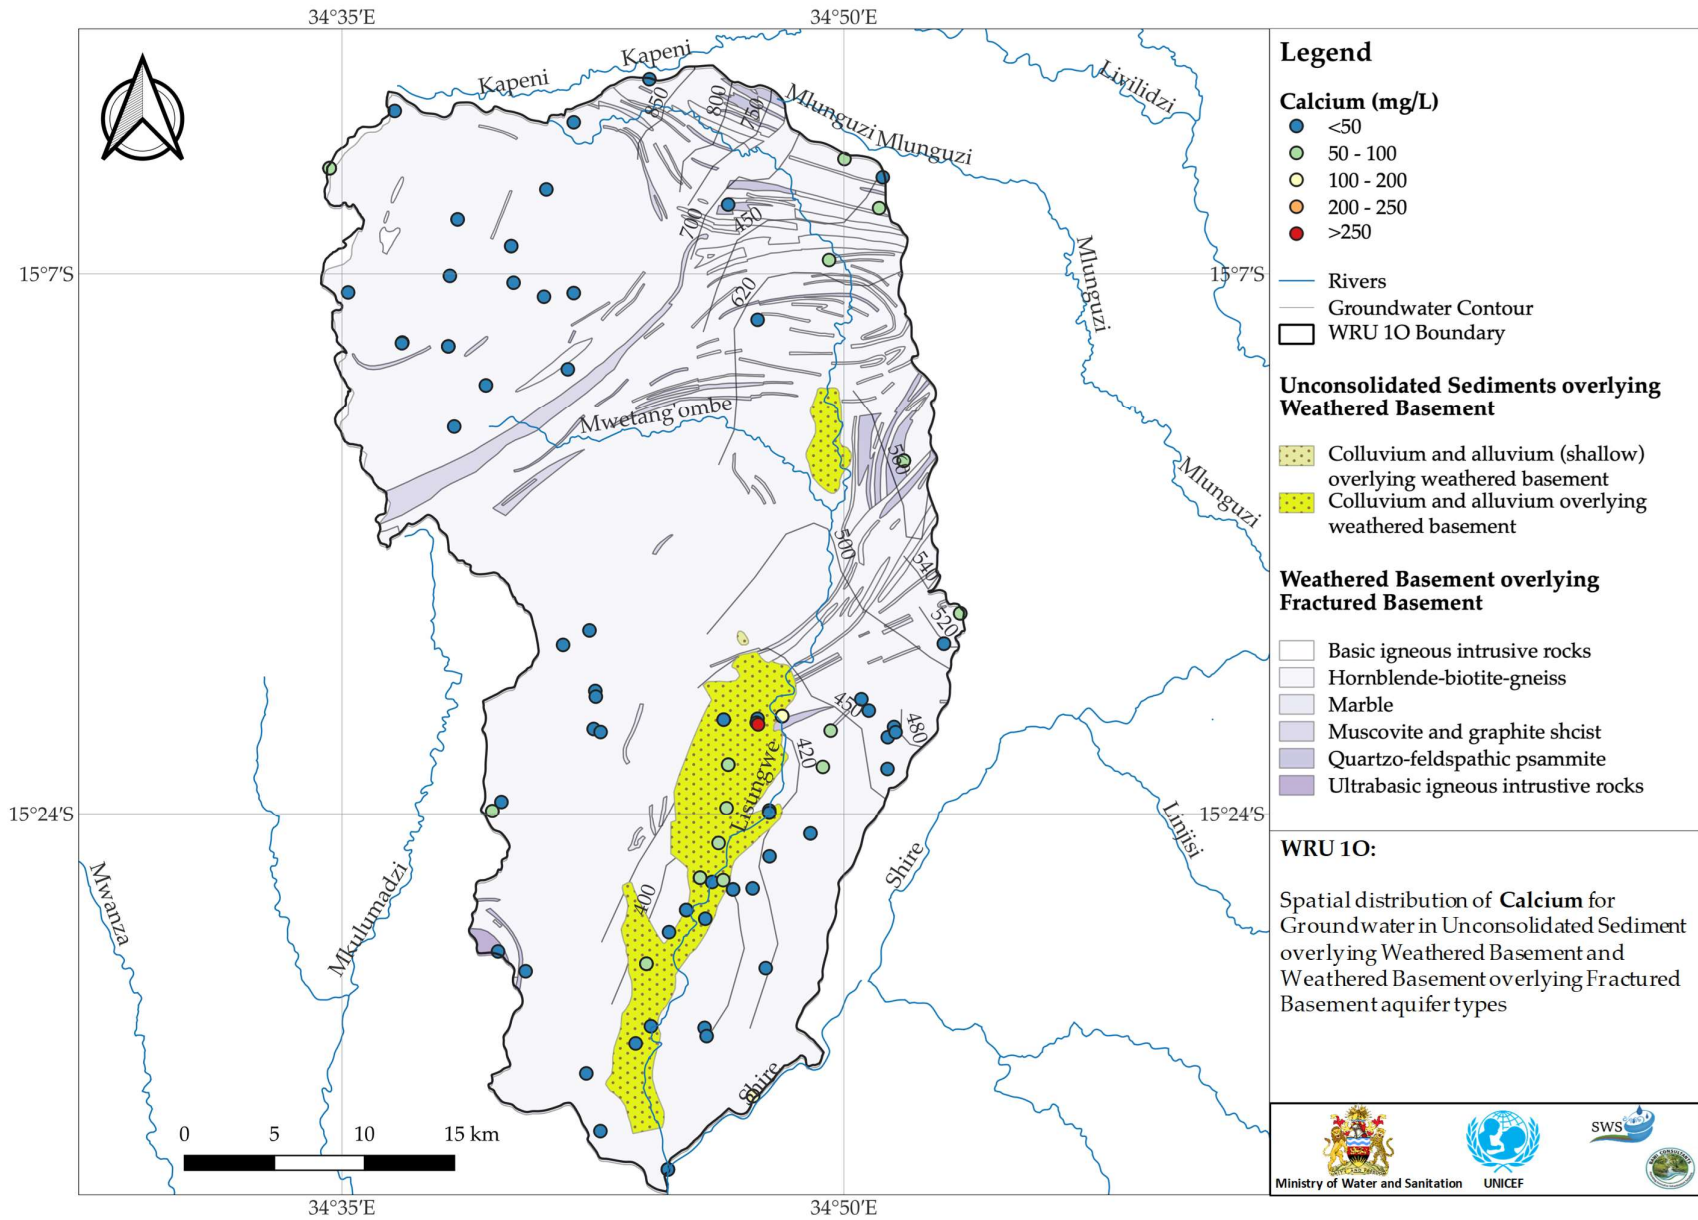 34°35'E
34°50'E
Kapeni
Kapeni
Livilidzi
850
800
750
Mlunguzi
Mlunguzi
700
450
Mlunguzi
15°7'S
15°7'S
620
Mwetang'ombe
560
Mlunguzi
500
540
520
450
480
420
Lisungwe
15°24'S
15°24'S
Linjisi
Shire
Mwanza
Mkulumadzi
400
Shire
0 5 10 15 km
34°35'E
34°50'E
Legend
Calcium (mg/L)
<50
50 - 100
100 - 200
200 - 250
>250
Rivers
Groundwater Contour
WRU 1O Boundary
Unconsolidated Sediments overlying
Weathered Basement
Colluvium and alluvium (shallow)
overlying weathered basement
Colluvium and alluvium overlying
weathered basement
Weathered Basement overlying
Fractured Basement
Basic igneous intrusive rocks
Hornblende-biotite-gneiss
Marble
Muscovite and graphite shcist
Quartzo-feldspathic psammite
Ultrabasic igneous intrustive rocks
WRU 1O:
Spatial distribution of Calcium for
Groundwater in Unconsolidated Sediment
overlying Weathered Basement and
Weathered Basement overlying Fractured
Basement aquifer types
SWS
Ministry of Water and Sanitation
UNICEF